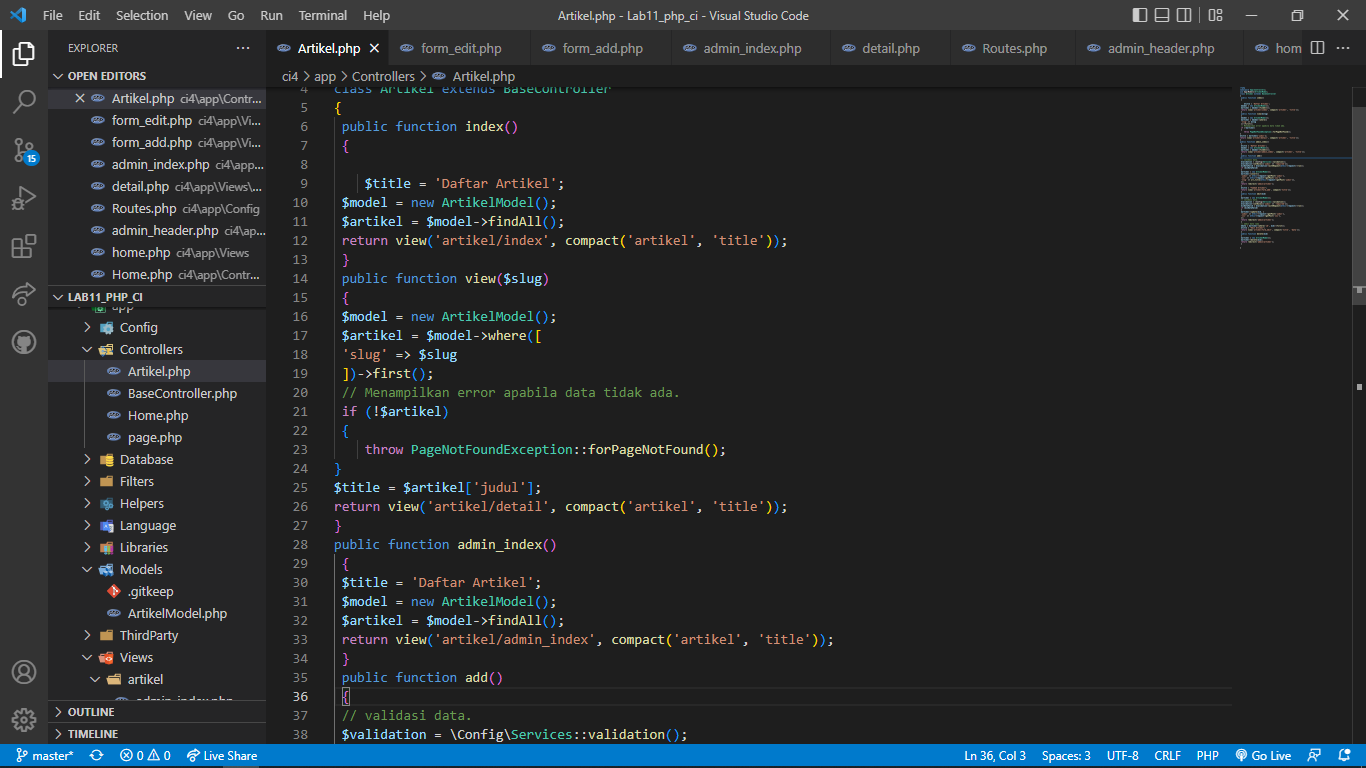 File Edit Selection View Go Run Terminal Help
Artikel.php - Lab11_php_ci - Visual Studio Code
EXPLORER
Artikel.php form_edit.php form_add.php admin_index.php detail.php Routes.php admin_header.php hom
OPEN EDITORS
Artikel.php ci4\app\Contr...
form_edit.php ci4\app\Vi...
form_add.php ci4\app\Vi...
admin_index.php ci4\app...
detail.php ci4\app\Views\...
Routes.php ci4\app\Config
admin_header.php ci4\ap...
home.php ci4\app\Views
Home.php ci4\app\Contr...
15
LAB11_PHP_CI
app
Config
Controllers
Artikel.php
BaseController.php
Home.php
page.php
Database
Filters
Helpers
Language
Libraries
Models
.gitkeep
ArtikelModel.php
ThirdParty
Views
artikel
admin_index.php
OUTLINE
TIMELINE
ci4 > app > Controllers > Artikel.php
4 class Artikel extends BaseController
5 {
6 public function index()
7 {
8
9 $title = 'Daftar Artikel';
10 $model = new ArtikelModel();
11 $artikel = $model->findAll();
12 return view('artikel/index', compact('artikel', 'title'));
13 }
14 public function view($slug)
15 {
16 $model = new ArtikelModel();
17 $artikel = $model->where([
18 'slug' => $slug
19 ])->first();
20 // Menampilkan error apabila data tidak ada.
21 if (!$artikel)
22 {
23 throw PageNotFoundException::forPageNotFound();
24 }
25 $title = $artikel['judul'];
26 return view('artikel/detail', compact('artikel', 'title'));
27 }
28 public function admin_index()
29 {
30 $title = 'Daftar Artikel';
31 $model = new ArtikelModel();
32 $artikel = $model->findAll();
33 return view('artikel/admin_index', compact('artikel', 'title'));
34 }
35 public function add()
36 {
37 // validasi data.
38 $validation = \Config\Services::validation();
master* 0 0 Live Share
Ln 36, Col 3 Spaces: 3 UTF-8 CRLF PHP Go Live